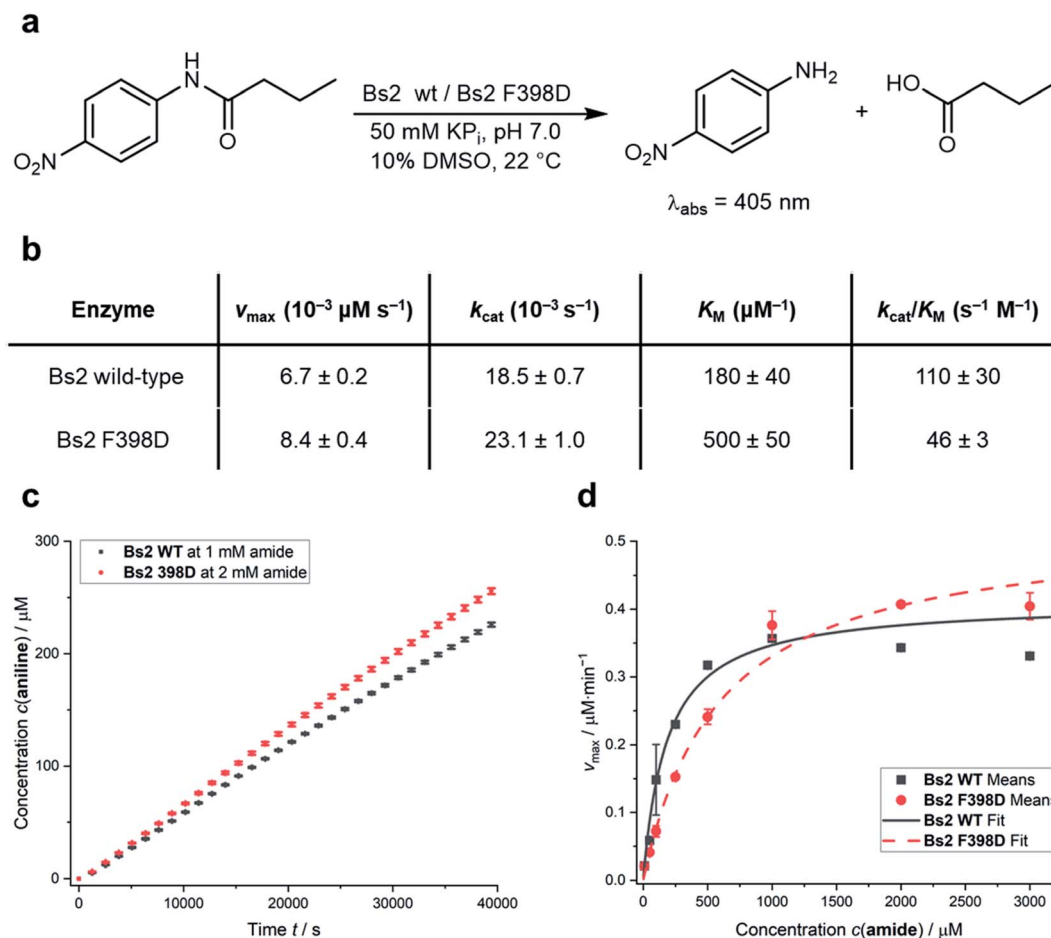 a
H
N
O
O₂N
Bs2 wt / Bs2 F398D
50 mM KPᵢ, pH 7.0
10% DMSO, 22 °C
NH₂
O₂N
+
HO
O
λabs = 405 nm
b
Enzyme vmax (10⁻³ µM s⁻¹) kcat (10⁻³ s⁻¹) KM (µM⁻¹) kcat/KM (s⁻¹ M⁻¹)
Bs2 wild-type 6.7 ± 0.2 18.5 ± 0.7 180 ± 40 110 ± 30
Bs2 F398D 8.4 ± 0.4 23.1 ± 1.0 500 ± 50 46 ± 3
c
Bs2 WT at 1 mM amide
Bs2 398D at 2 mM amide
Concentration c(aniline) / µM
300
200
100
0
0 10000 20000 30000 40000
Time t / s
d
vmax / µM·min⁻¹
0.5
0.4
0.3
0.2
0.1
0.0
Bs2 WT Means
Bs2 F398D Means
Bs2 WT Fit
Bs2 F398D Fit
0 500 1000 1500 2000 2500 3000
Concentration c(amide) / µM